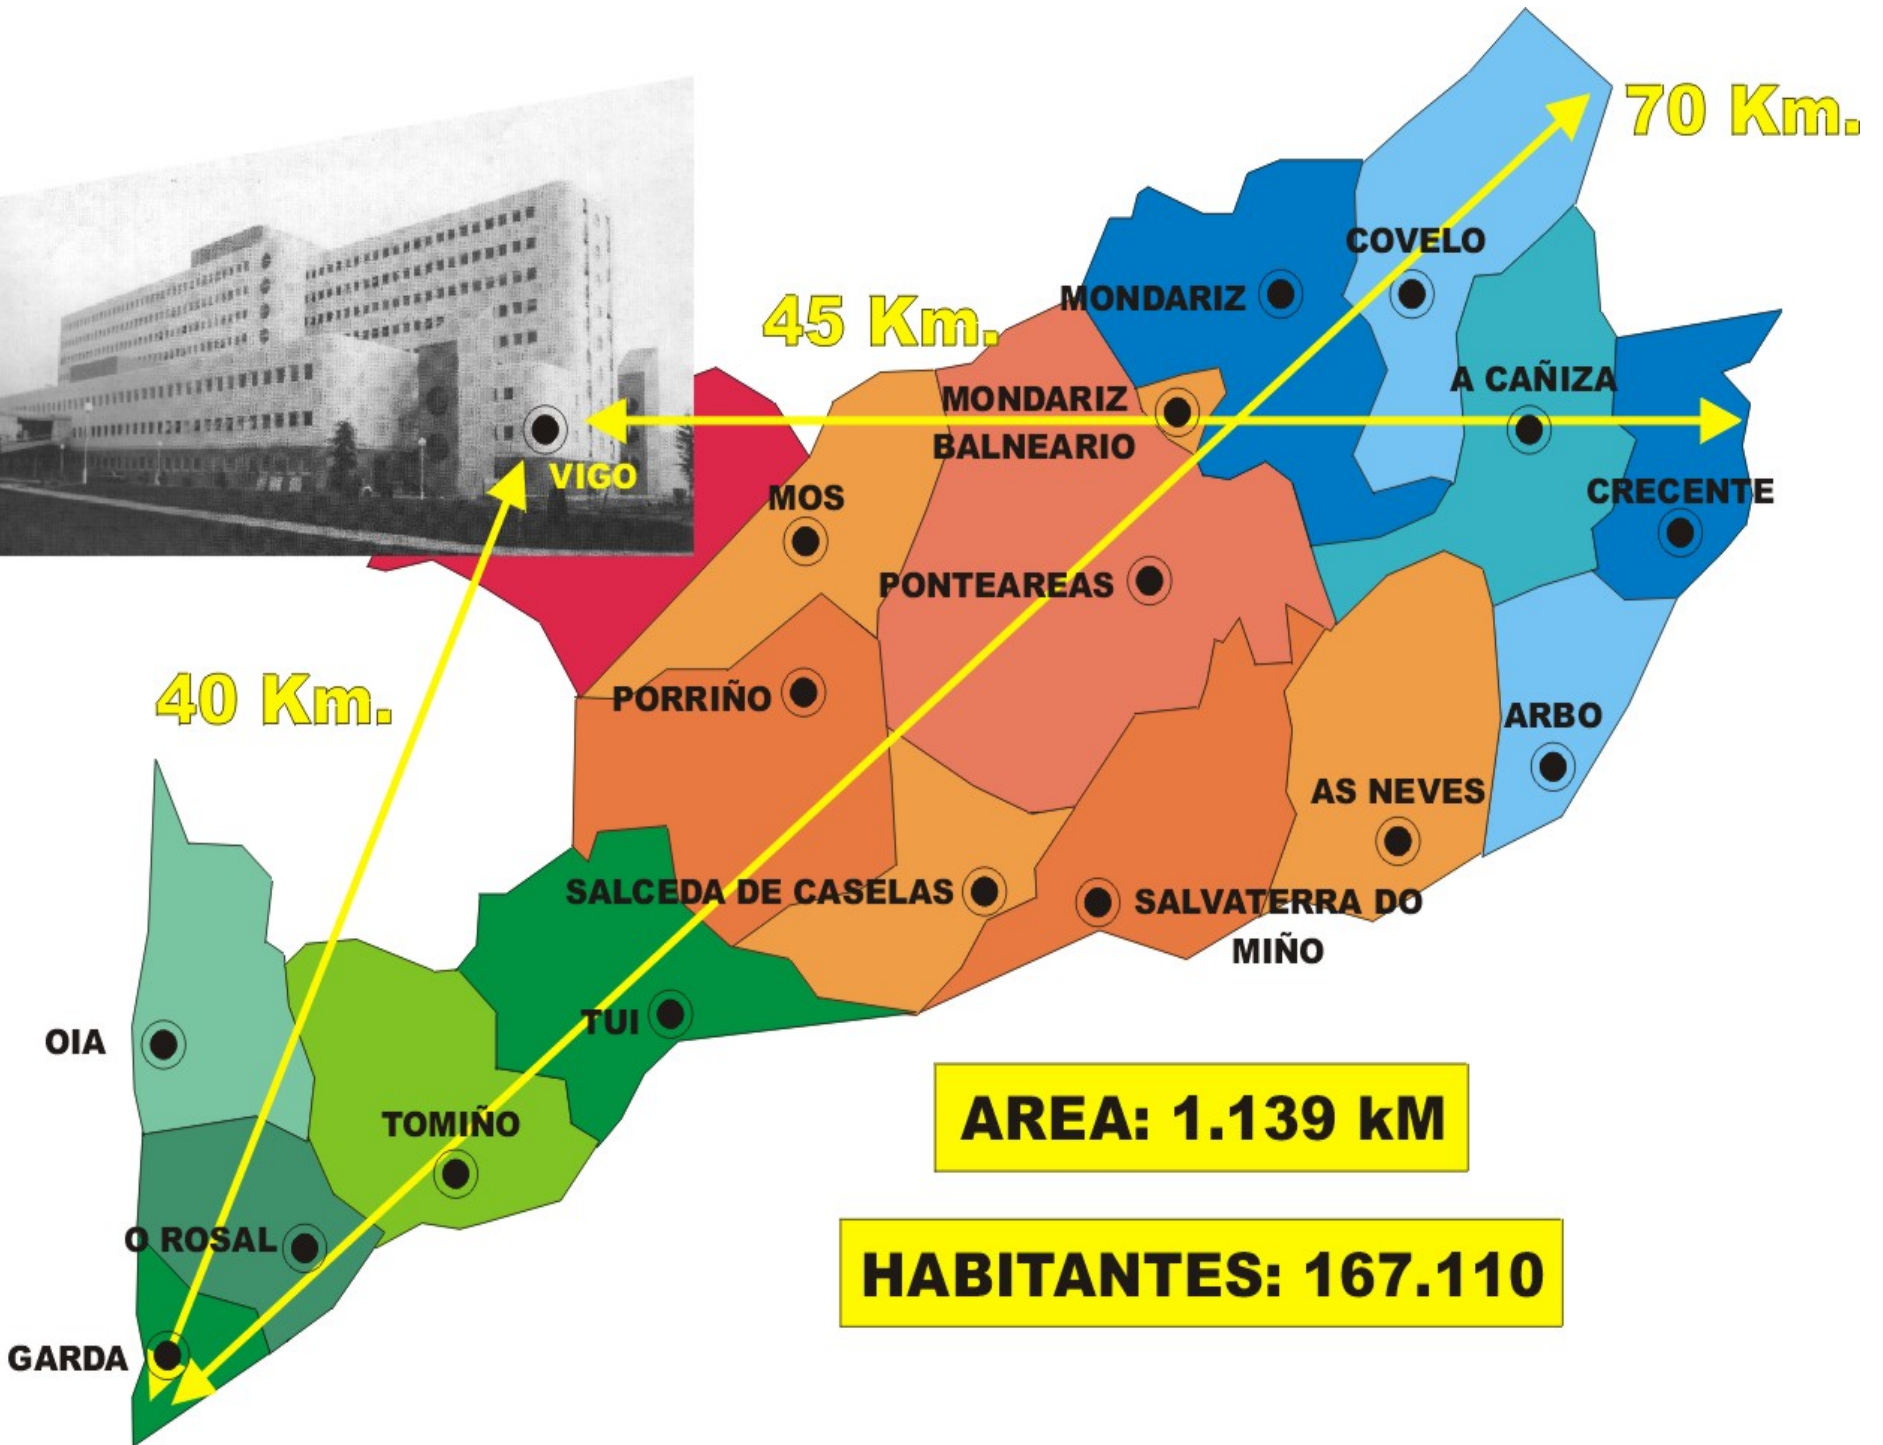 70 Km.
COVELO
MONDARIZ
45 Km.
A CAÑIZA
MONDARIZ
BALNEARIO
VIGO
MOS
CRECENTE
PONTEAREAS
40 Km.
PORRIÑO
ARBO
AS NEVES
SALCEDA DE CASELAS
SALVATERRA DO
MIÑO
TUI
OIA
TOMIÑO
AREA: 1.139 kM
O ROSAL
HABITANTES: 167.110
GARDA